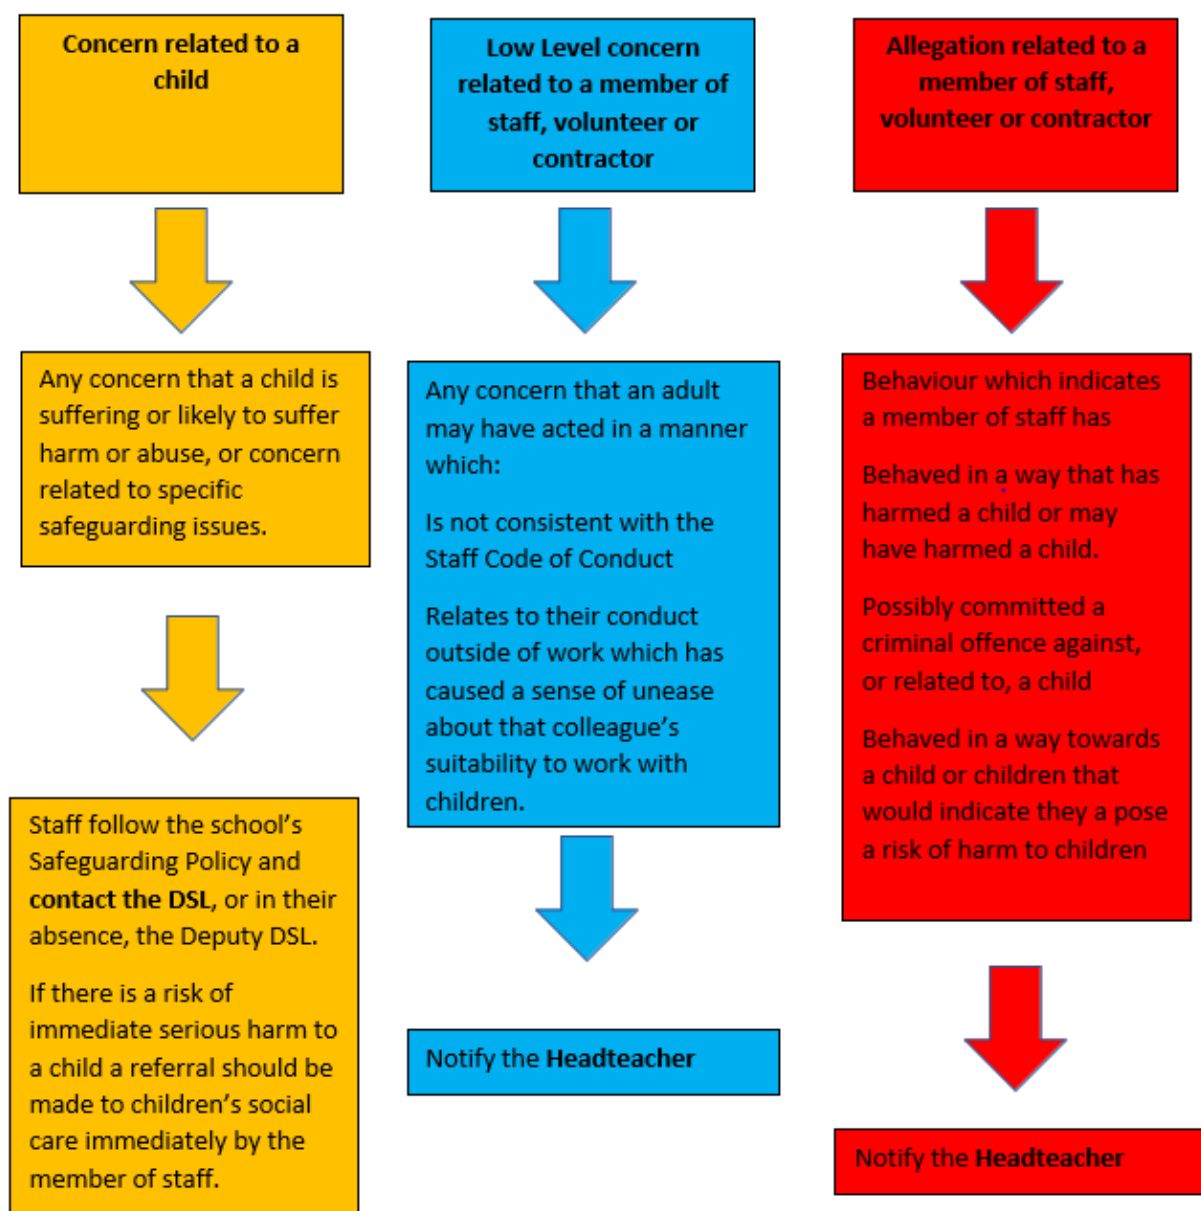 Concern related to a
child
Low Level concern
related to a member of
staff, volunteer or
contractor
Allegation related to a
member of staff,
volunteer or contractor
Any concern that a child is
suffering or likely to suffer
harm or abuse, or concern
related to specific
safeguarding issues.
Staff follow the school's
Safeguarding Policy and
contact the DSL, or in their
absence, the Deputy DSL.
If there is a risk of
immediate serious harm to
a child a referral should be
made to children's social
care immediately by the
member of staff.
Any concern that an adult
may have acted in a manner
which:
Is not consistent with the
Staff Code of Conduct
Relates to their conduct
outside of work which has
caused a sense of unease
about that colleague's
suitability to work with
children.
Notify the Headteacher
Behaviour which indicates
a member of staff has
Behaved in a way that has
harmed a child or may
have harmed a child.
Possibly committed a
criminal offence against,
or related to, a child
Behaved in a way towards
a child or children that
would indicate they a pose
a risk of harm to children
Notify the Headteacher